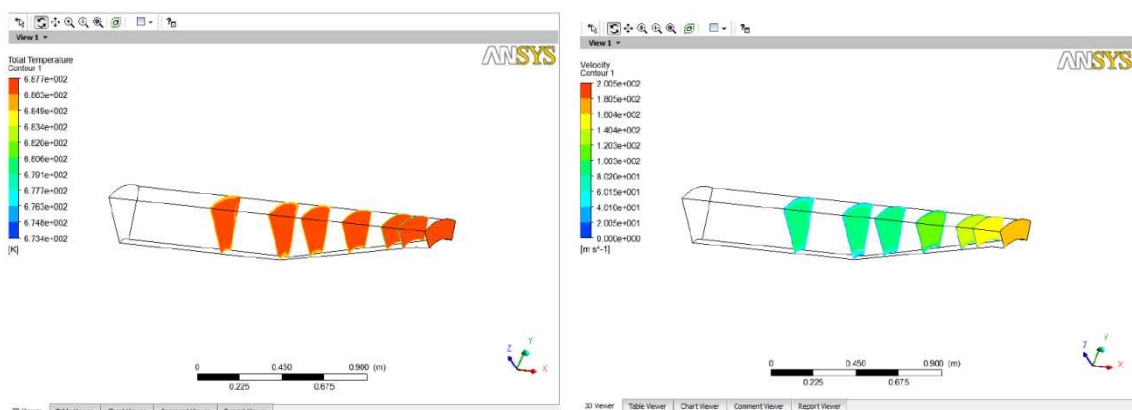 View 1
ANSYS
Total Temperature
Contour 1
6.877e+002
6.863e+002
6.849e+002
6.834e+002
6.820e+002
6.806e+002
6.791e+002
6.777e+002
6.763e+002
6.748e+002
6.734e+002
[K]
Z Y X
0 0.450 0.900 (m)
0.225 0.675
View 1
ANSYS
Velocity
Contour 1
2.005e+002
1.805e+002
1.604e+002
1.404e+002
1.203e+002
1.003e+002
8.020e+001
6.015e+001
4.010e+001
2.005e+001
0.000e+000
[m s^-1]
Z Y X
0 0.450 0.900 (m)
0.225 0.675
3D Viewer Table Viewer Chart Viewer Comment Viewer Report Viewer